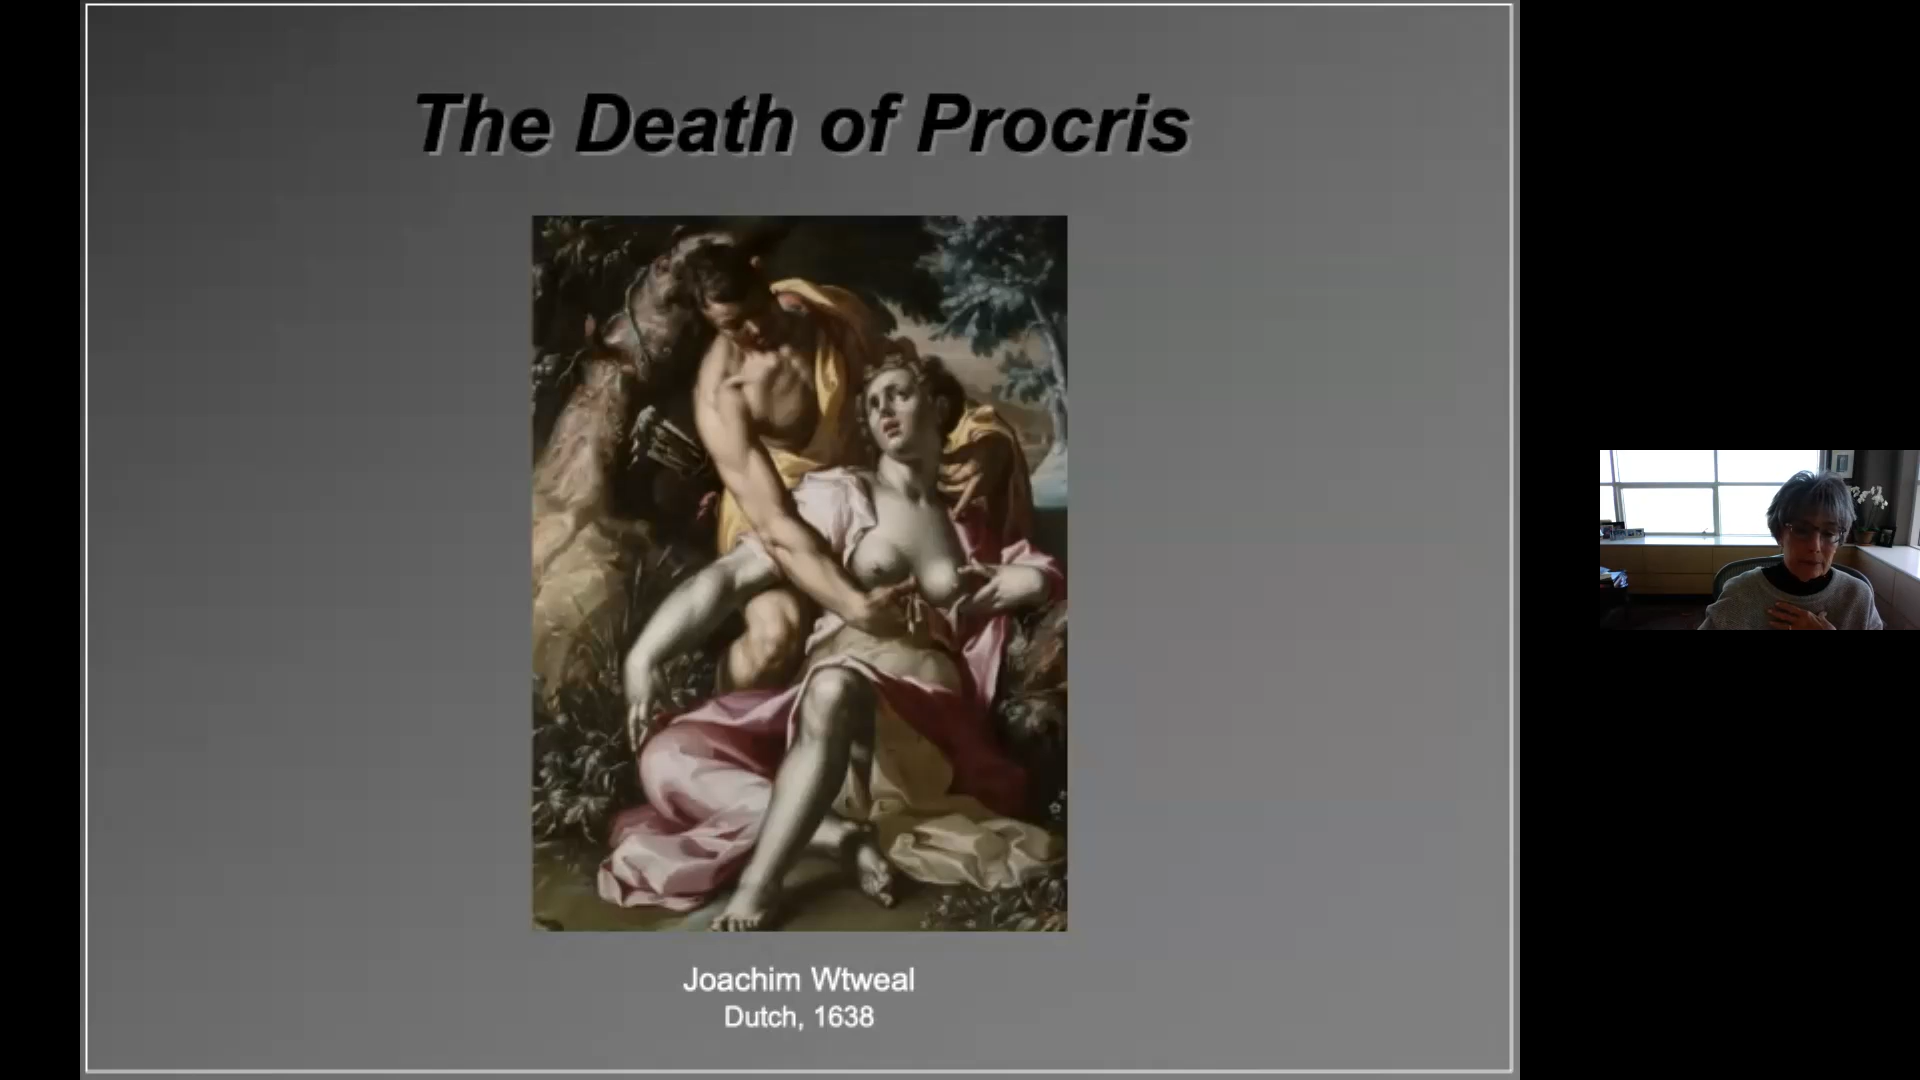 The Death of Procris
Joachim Wtweal
Dutch, 1638